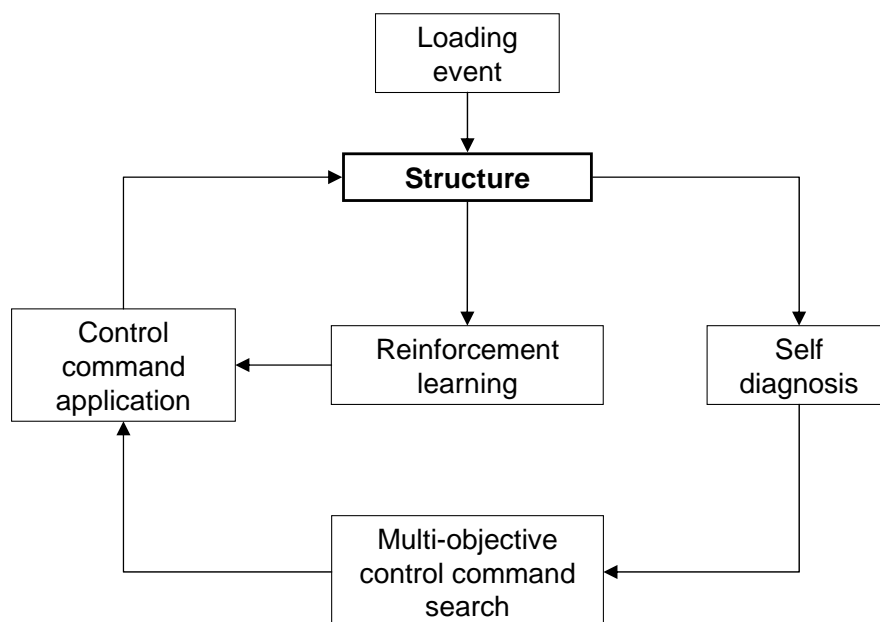 Loading
event
Structure
Control
command
application
Reinforcement
learning
Self
diagnosis
Multi-objective
control command
search